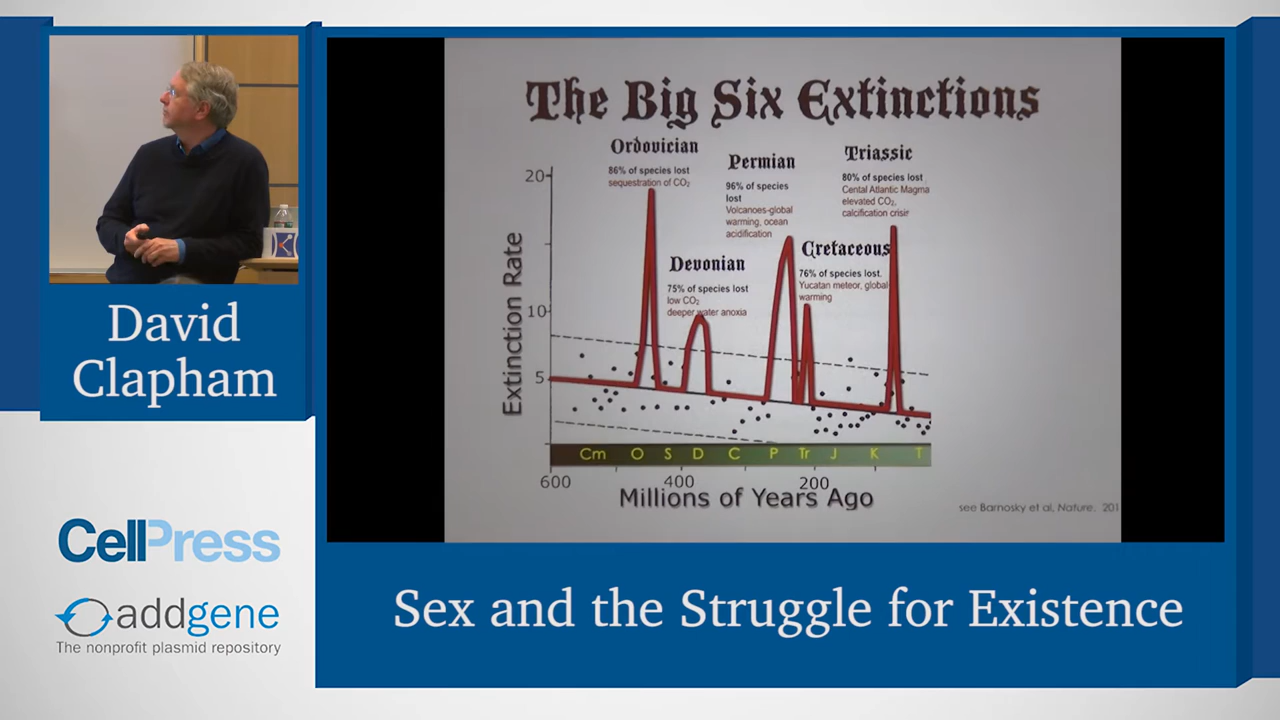 The Big Six Extinctions
Ordovician
86% of species lost
sequestration of CO₂
Permian
96% of species
lost
Volcanoes-global
warming, ocean
acidification
Triassic
80% of species lost
Cental Atlantic Magma
elevated CO₂,
calcification crisis
Devonian
75% of species lost
low CO₂
deeper water anoxia
Cretaceous
76% of species lost.
Yucatan meteor, global
warming
Extinction Rate
20
10
5
Cm O S D C P Tr J K T
600 400 200
Millions of Years Ago
see Barnosky et al, Nature, 201
David
Clapham
CellPress
addgene
The nonprofit plasmid repository
Sex and the Struggle for Existence